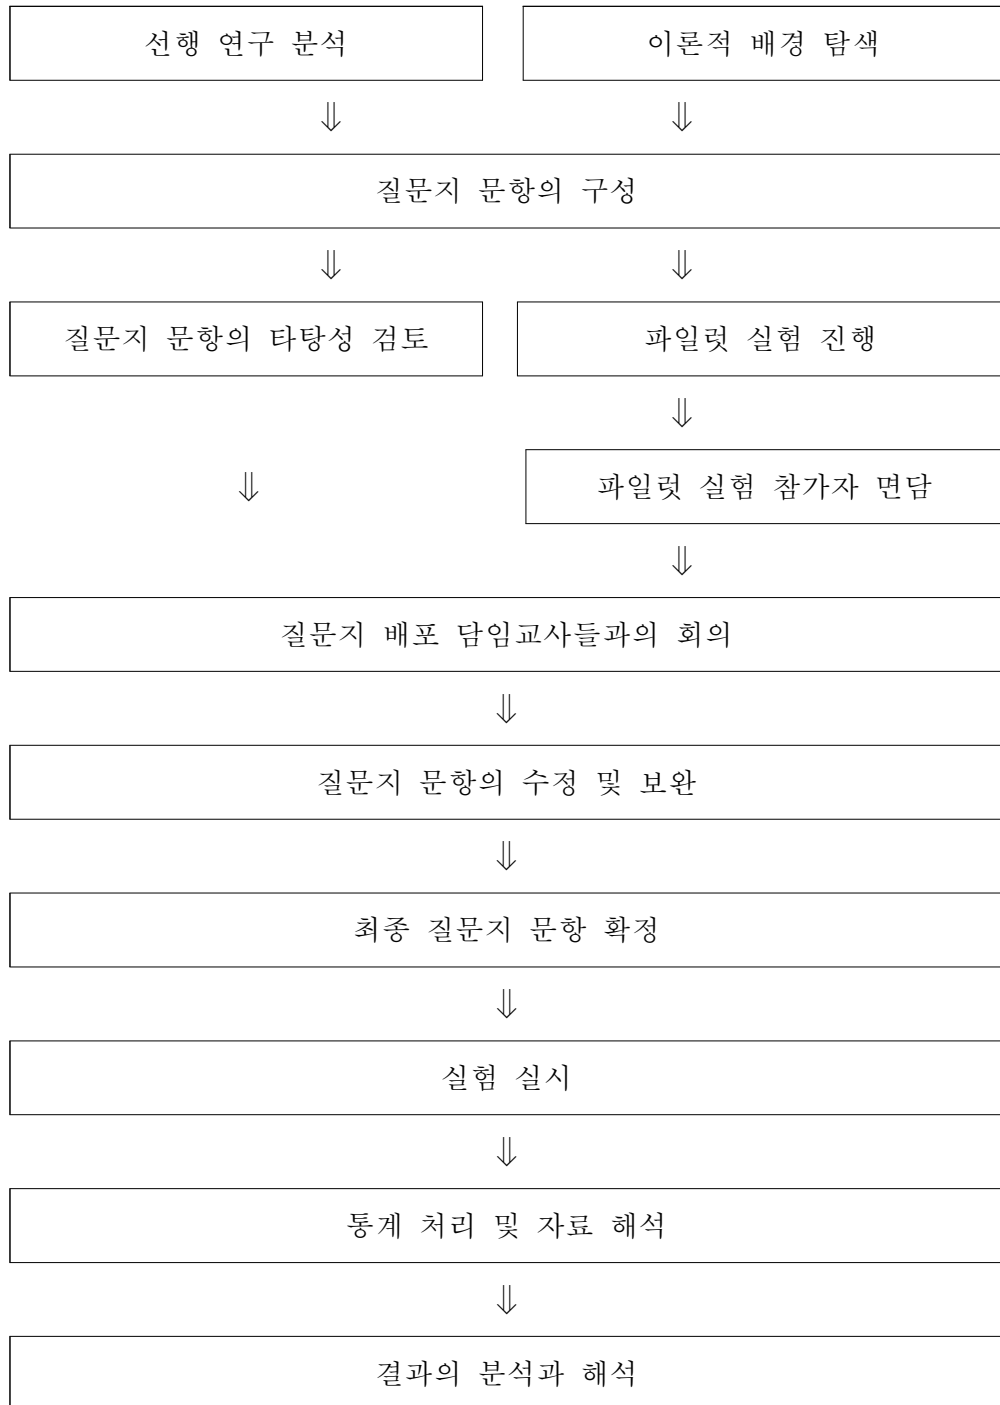 선행 연구 분석
이론적 배경 탐색
⇓ ⇓
질문지 문항의 구성
⇓ ⇓
질문지 문항의 타탕성 검토
파일럿 실험 진행
⇓
⇓
파일럿 실험 참가자 면담
⇓
질문지 배포 담임교사들과의 회의
⇓
질문지 문항의 수정 및 보완
⇓
최종 질문지 문항 확정
⇓
실험 실시
⇓
통계 처리 및 자료 해석
⇓
결과의 분석과 해석